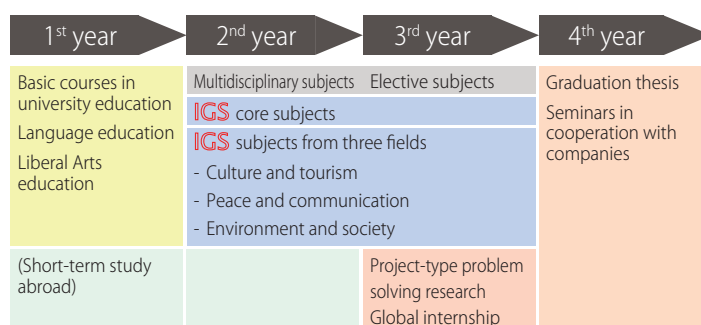 1st year
2nd year
3rd year
4th year
Basic courses in
university education
Language education
Liberal Arts
education
Multidisciplinary subjects
Elective subjects
IGS core subjects
IGS subjects from three fields
- Culture and tourism
- Peace and communication
- Environment and society
Graduation thesis
Seminars in
cooperation with
companies
(Short-term study
abroad)
Project-type problem
solving research
Global internship